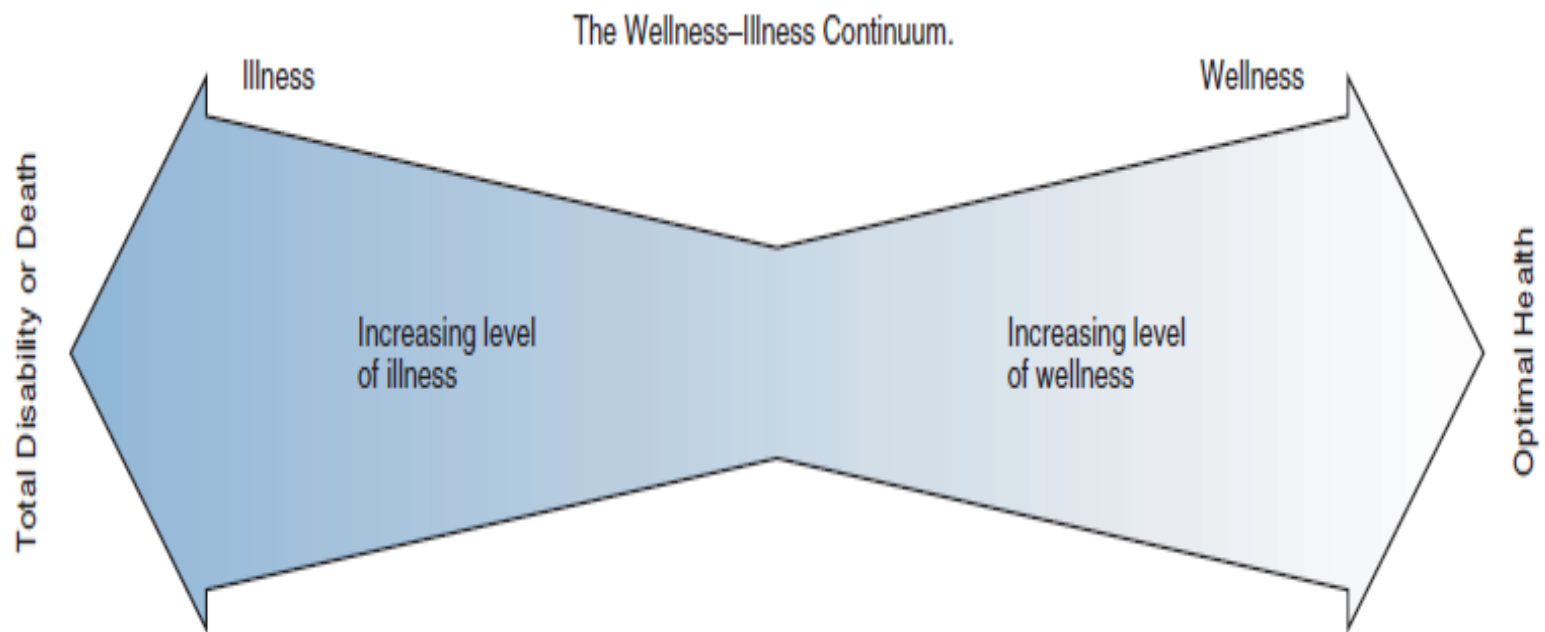 The Wellness–Illness Continuum.
Illness
Wellness
Total Disability or Death
Increasing level
of illness
Increasing level
of wellness
Optimal Health